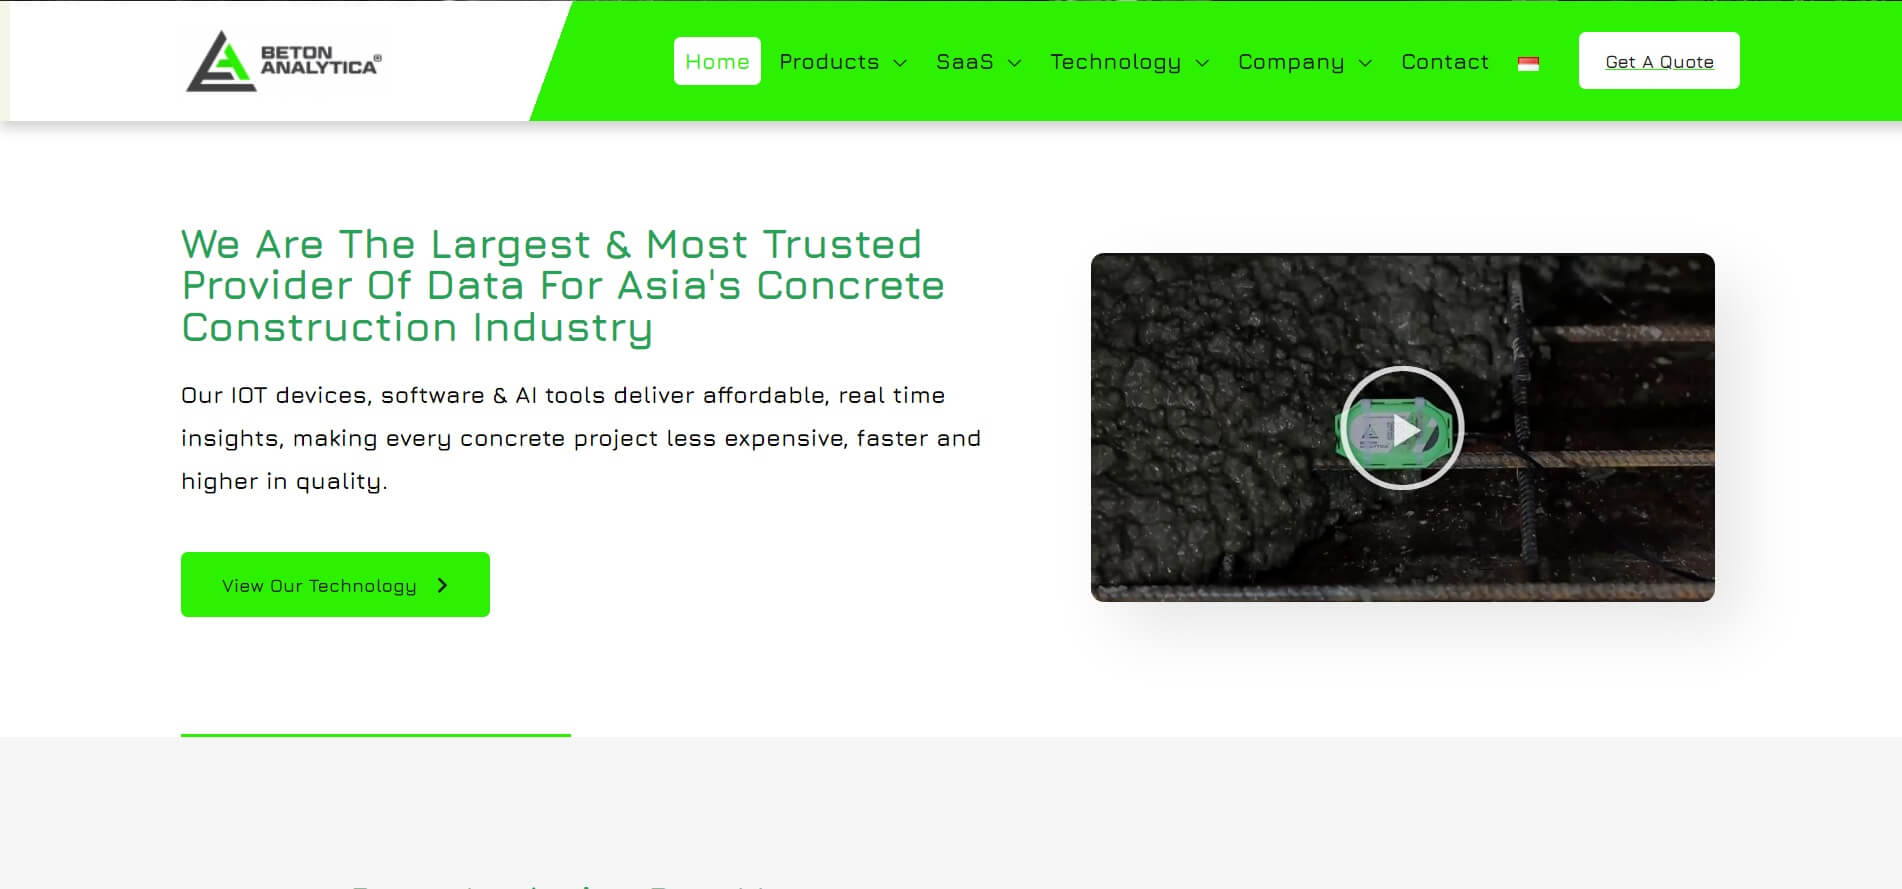 BETON
ANALYTICA®
Home
Products
SaaS
Technology
Company
Contact
Get A Quote
We Are The Largest & Most Trusted
Provider Of Data For Asia's Concrete
Construction Industry
Our IOT devices, software & AI tools deliver affordable, real time
insights, making every concrete project less expensive, faster and
higher in quality.
View Our Technology
BETON
ANALYTICA